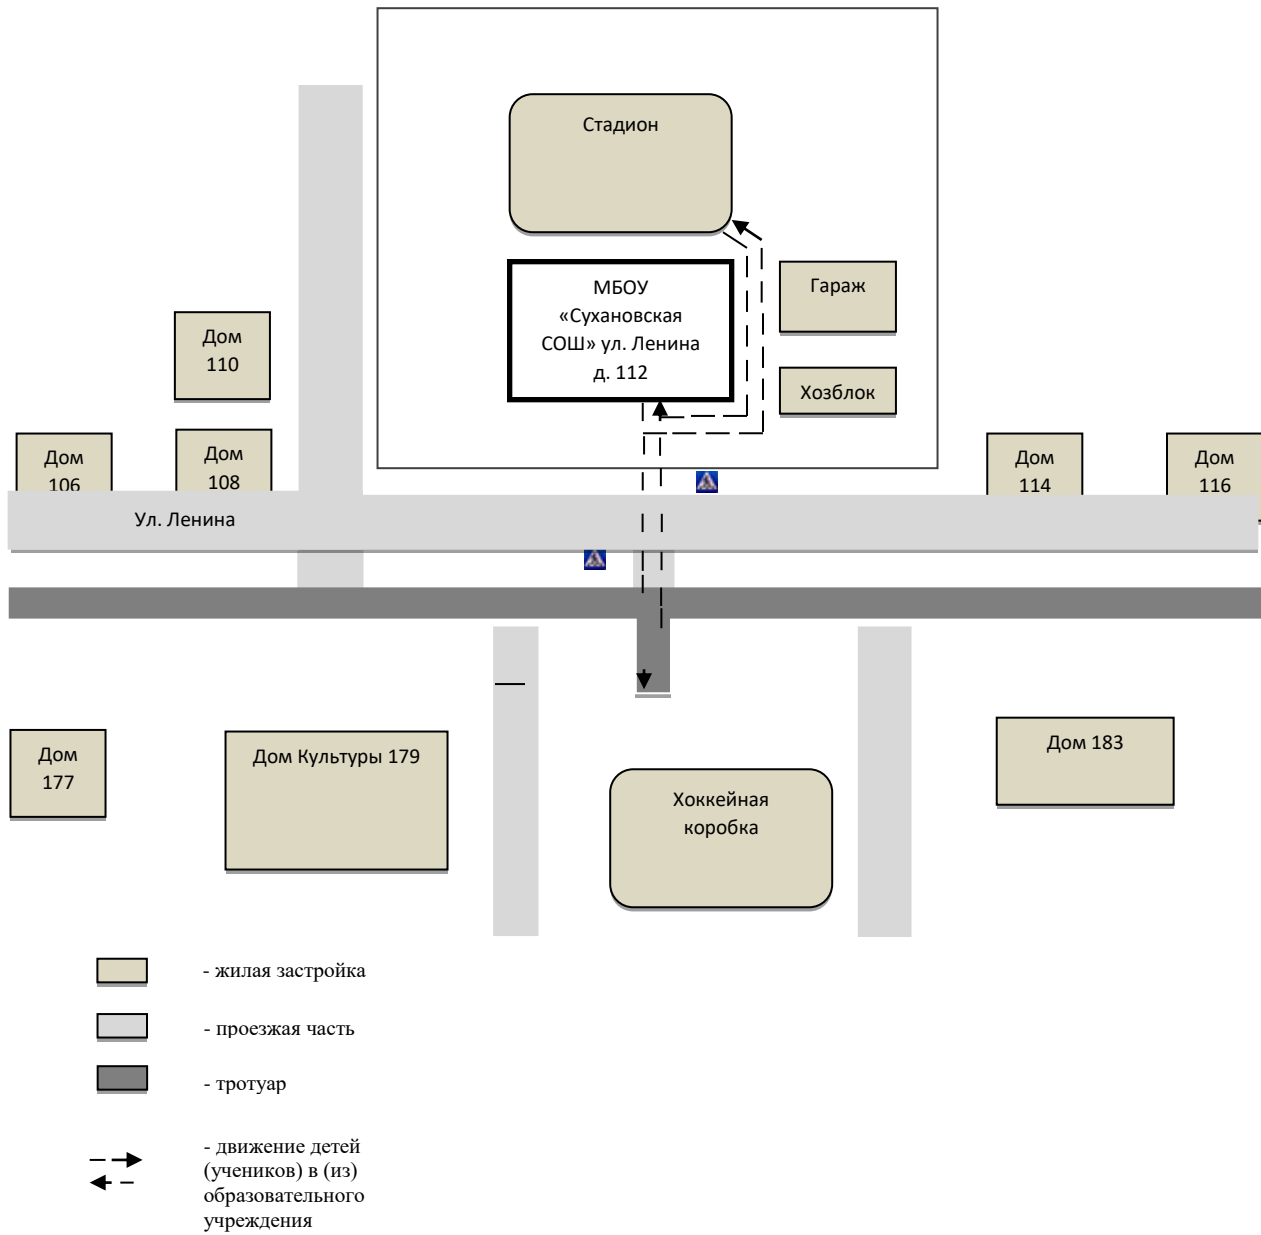 Стадион
МБОУ
«Сухановская
СОШ» ул. Ленина
д. 112
Гараж
Хозблок
Дом
110
Дом
106
Дом
108
Дом
114
Дом
116
Ул. Ленина
Дом
177
Дом Культуры 179
Хоккейная
коробка
Дом 183
- жилая застройка
- проезжая часть
- тротуар
- движение детей
(учеников) в (из)
образовательного
учреждения